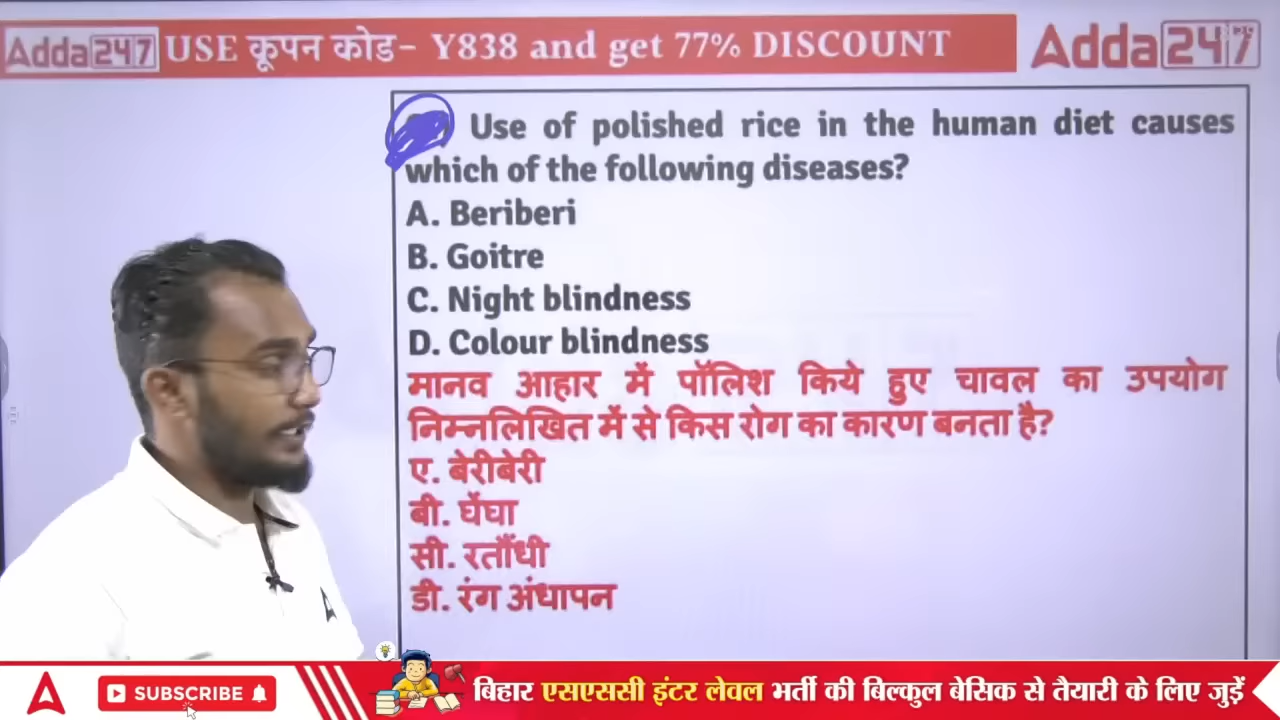 Adda247 USE कूपन कोड- Y838 and get 77% DISCOUNT
Adda247
Use of polished rice in the human diet causes
which of the following diseases?
A. Beriberi
B. Goitre
C. Night blindness
D. Colour blindness
मानव आहार में पॉलिश किये हुए चावल का उपयोग
निम्नलिखित में से किस रोग का कारण बनता है?
ए. बेरीबेरी
बी. घेंघा
सी. रतौंधी
डी. रंग अंधापन
SUBSCRIBE
बिहार एसएससी इंटर लेवल भर्ती की बिल्कुल बेसिक से तैयारी के लिए जुड़ें